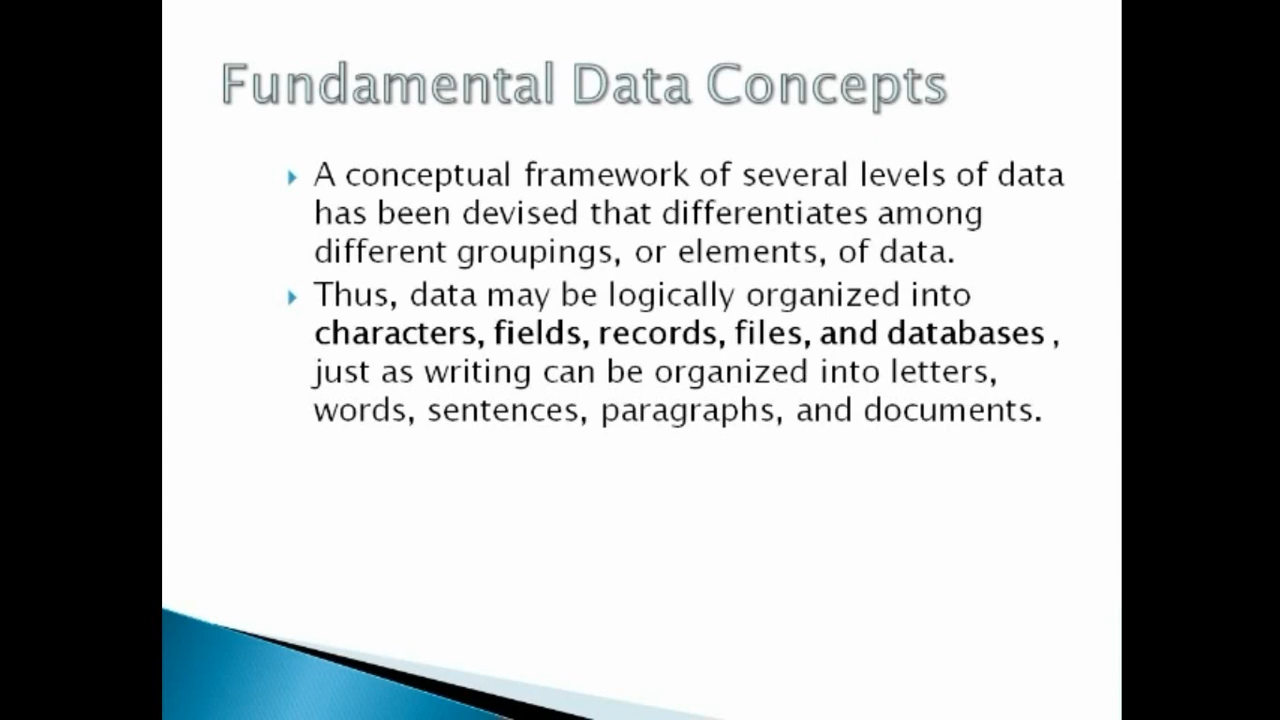 Fundamental Data Concepts
A conceptual framework of several levels of data
has been devised that differentiates among
different groupings, or elements, of data.
Thus, data may be logically organized into
characters, fields, records, files, and databases ,
just as writing can be organized into letters,
words, sentences, paragraphs, and documents.